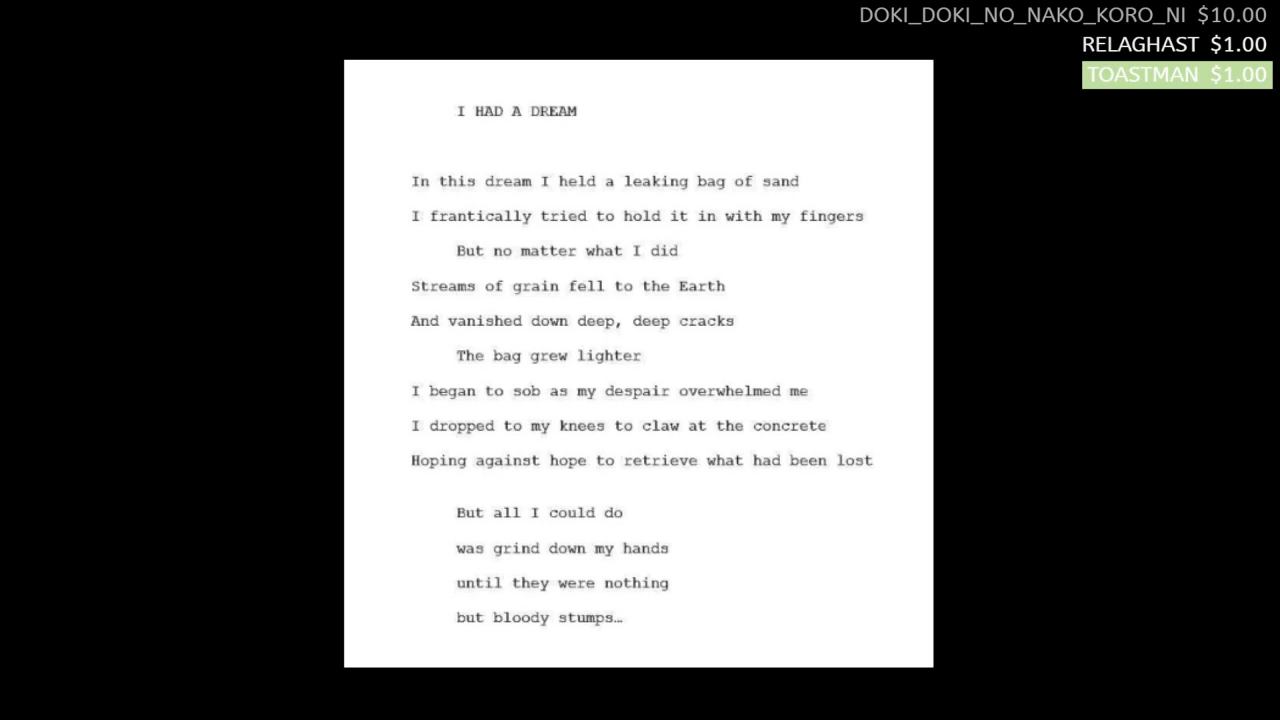 DOKI_DOKI_NO_NAKO_KORO_NI $10.00
RELAGHAST $1.00
TOASTMAN $1.00
I HAD A DREAM
In this dream I held a leaking bag of sand
I frantically tried to hold it in with my fingers
But no matter what I did
Streams of grain fell to the Earth
And vanished down deep, deep cracks
The bag grew lighter
I began to sob as my despair overwhelmed me
I dropped to my knees to claw at the concrete
Hoping against hope to retrieve what had been lost
But all I could do
was grind down my hands
until they were nothing
but bloody stumps…